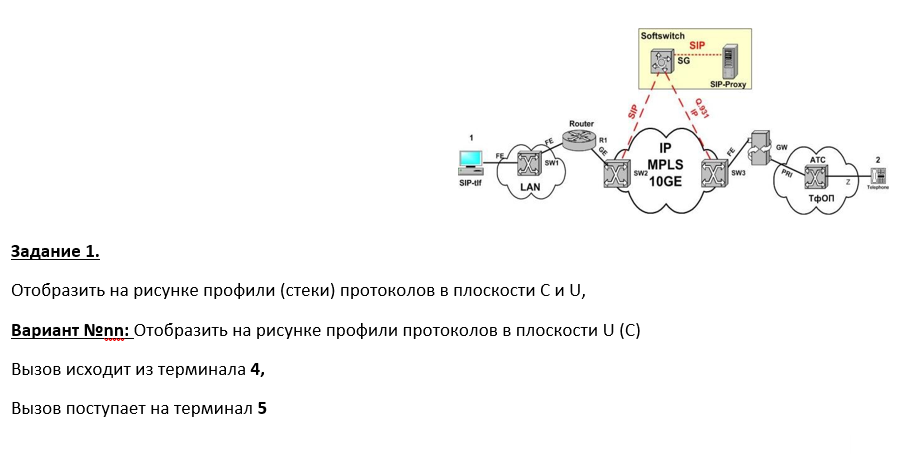 Softswitch
SIP
SG
SIP-Proxy
SIP
Q.931
IP
Router
1
FE
R1
GE
IP
MPLS
10GE
FE
GW
АТС
2
FE
SW1
SIP-tlf
LAN
SW2
SW3
PRI
Z
Telephone
ТфОП
Задание 1.
Отобразить на рисунке профили (стеки) протоколов в плоскости C и U,
Вариант №nn: Отобразить на рисунке профили протоколов в плоскости U (C)
Вызов исходит из терминала 4,
Вызов поступает на терминал 5